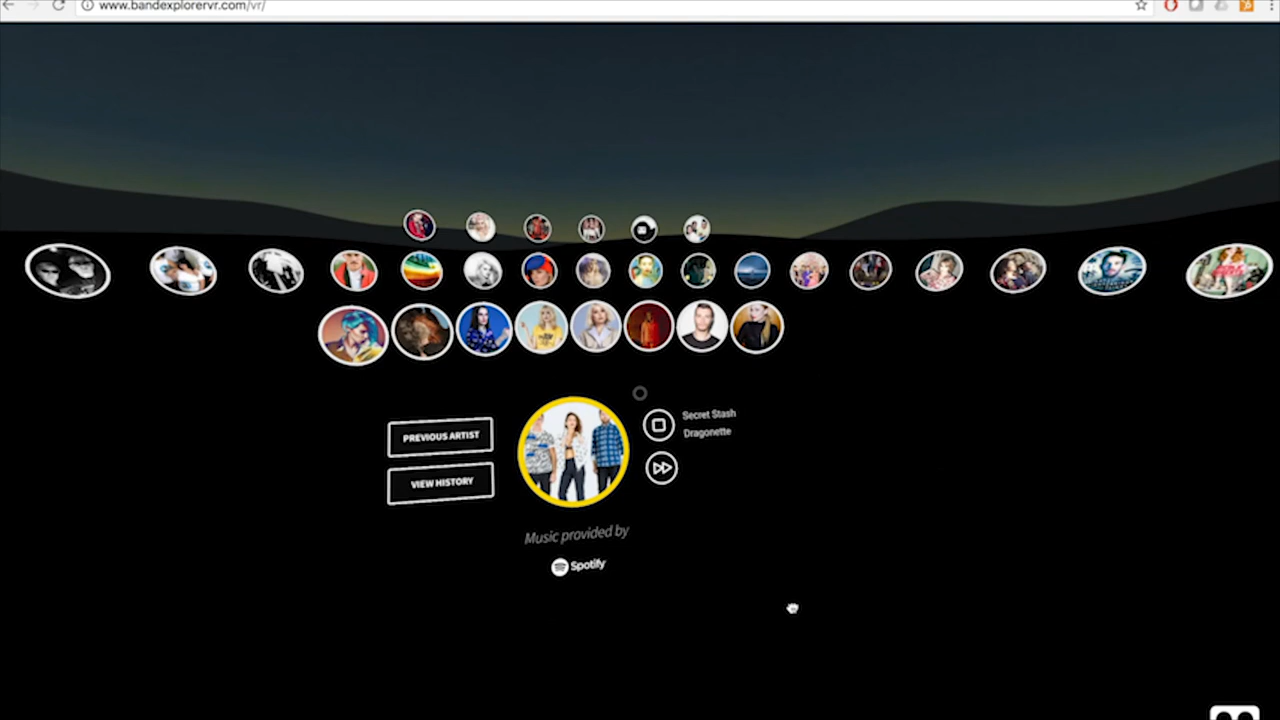 www.bandexplorervr.com/vr/
Secret Stash
Dragonette
PREVIOUS ARTIST
VIEW HISTORY
Music provided by
Spotify